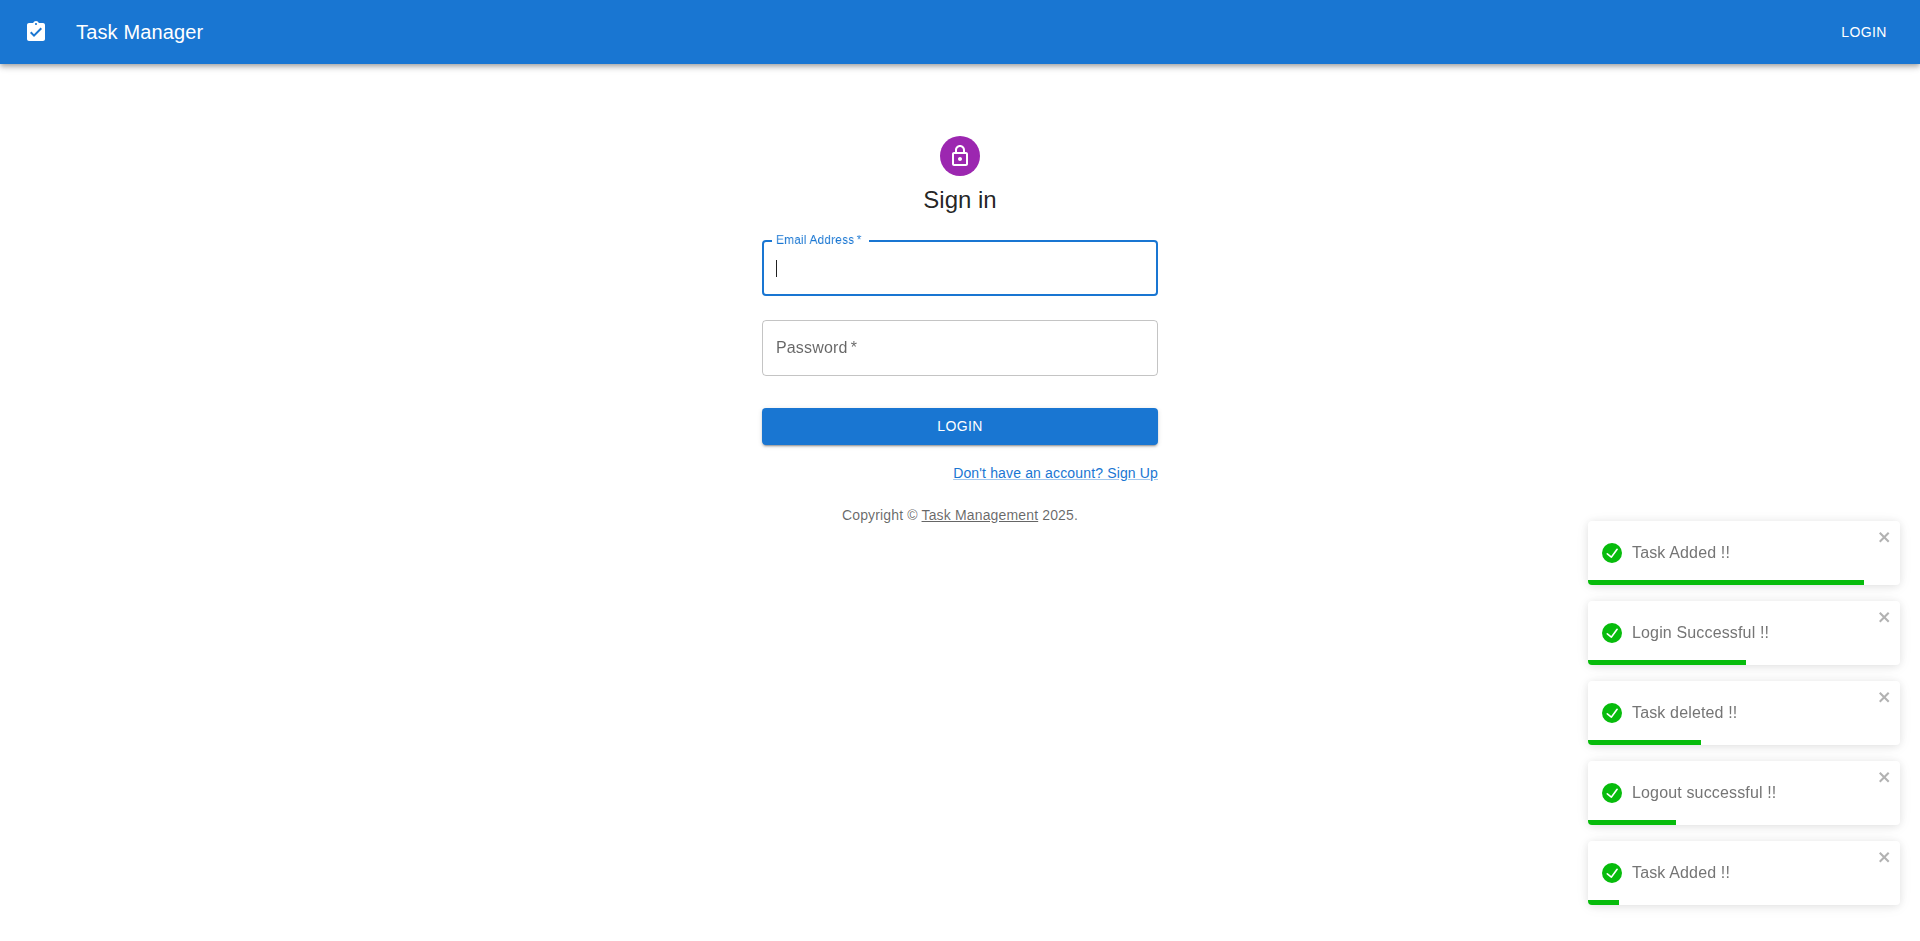 Task Manager
LOGIN
Sign in
Email Address *
Password *
LOGIN
Don't have an account? Sign Up
Copyright © Task Management 2025.
Task Added !!
Login Successful !!
Task deleted !!
Logout successful !!
Task Added !!